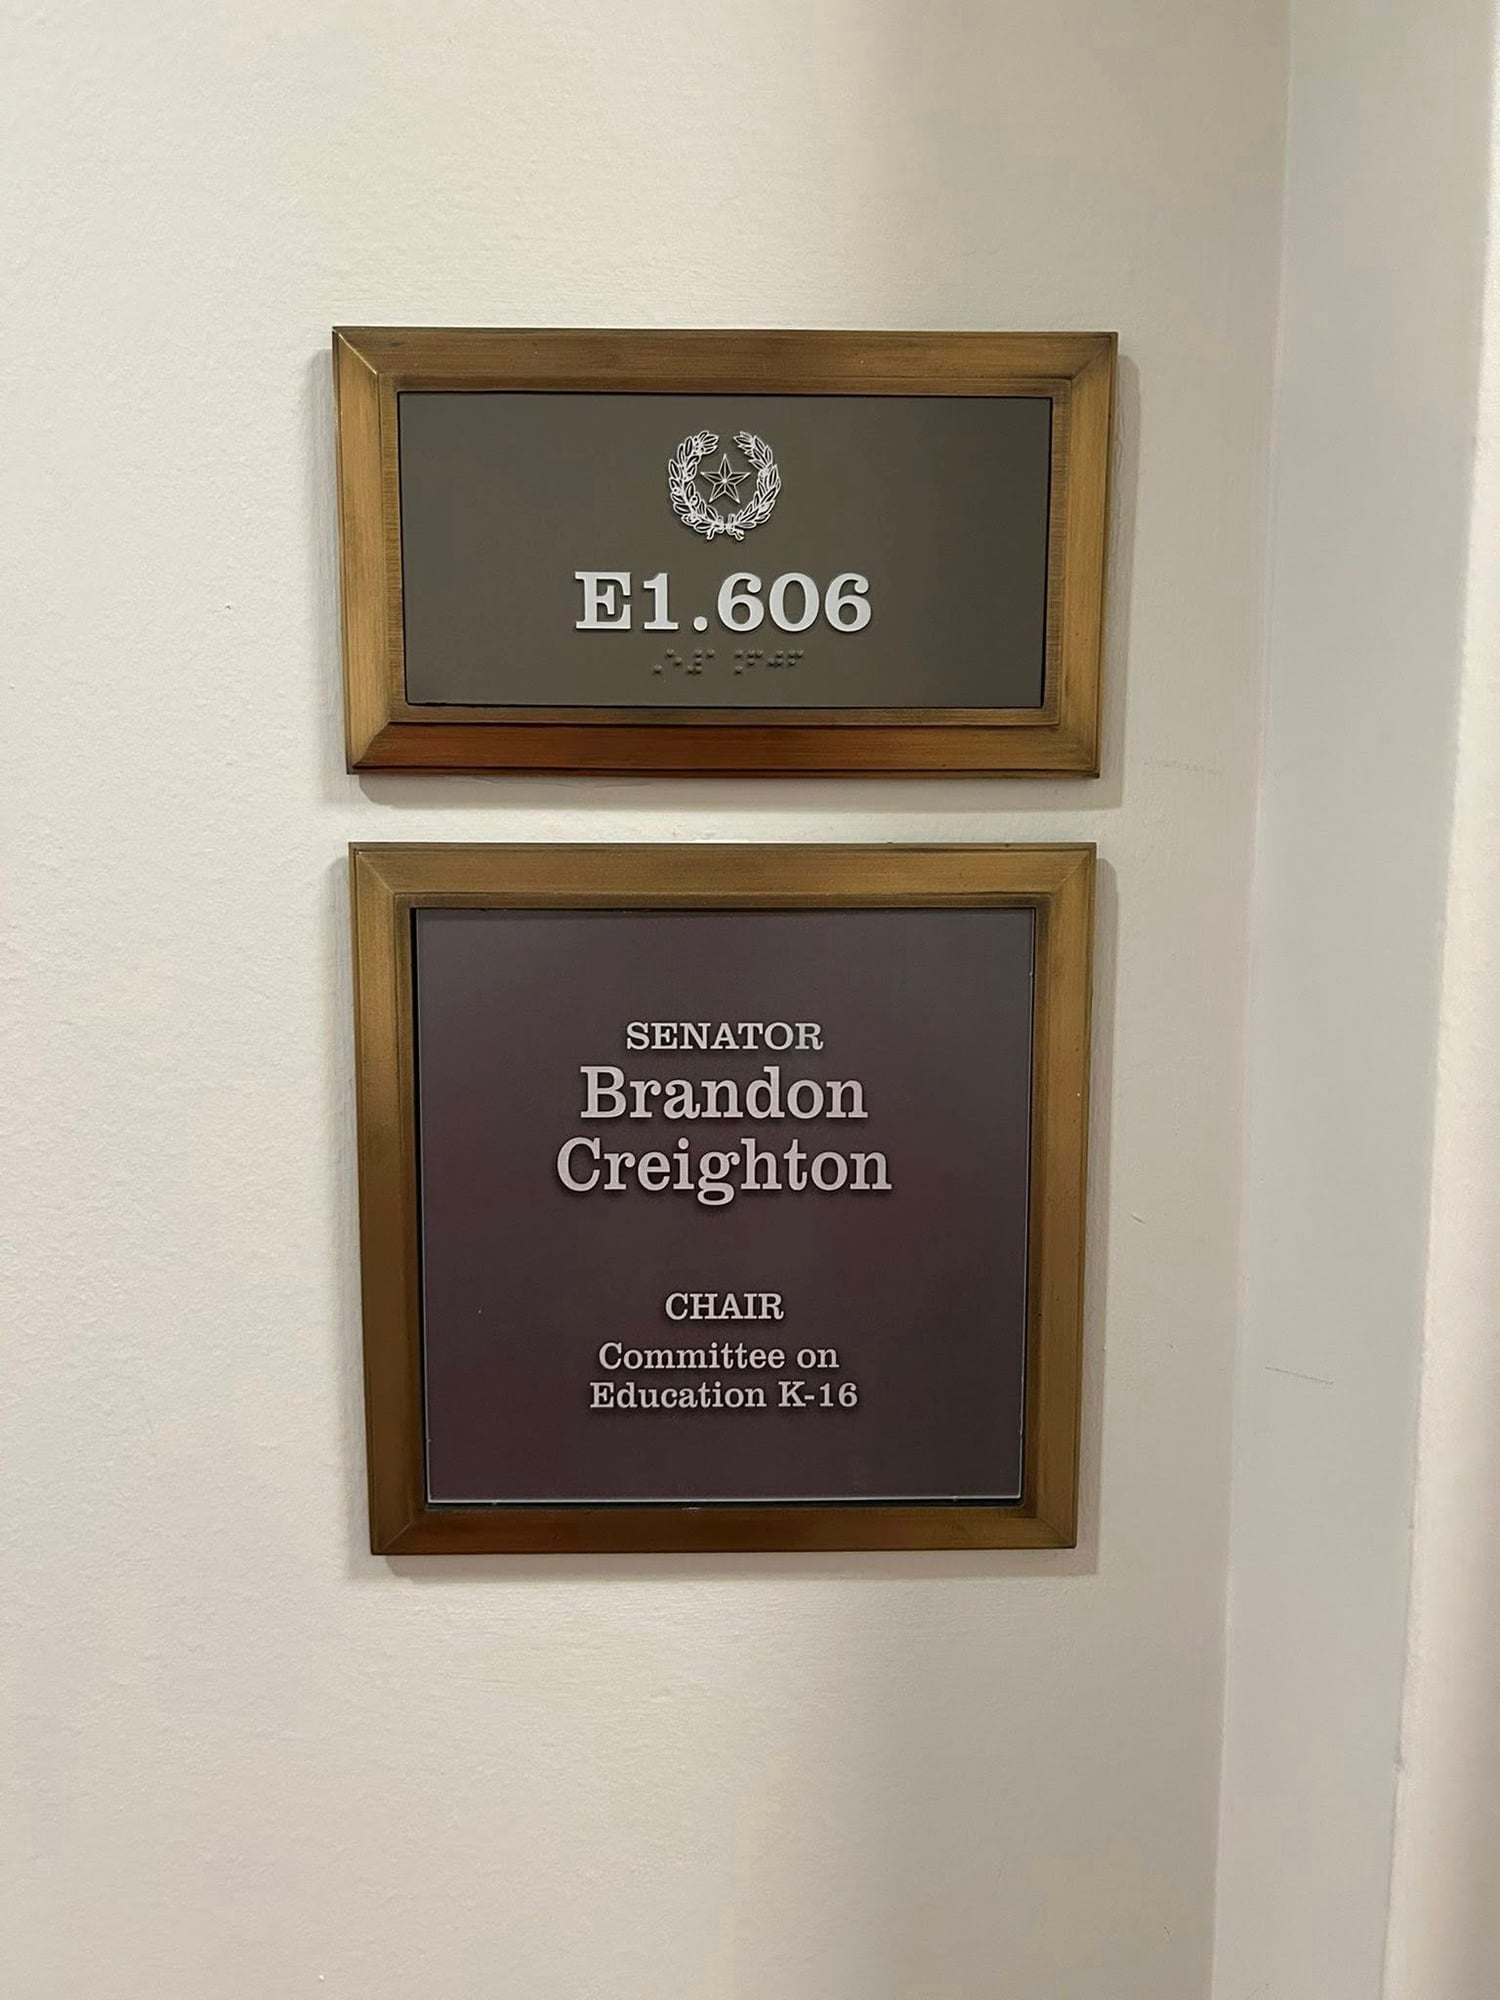 E1.606
SENATOR
Brandon
Creighton
CHAIR
Committee on
Education K-16